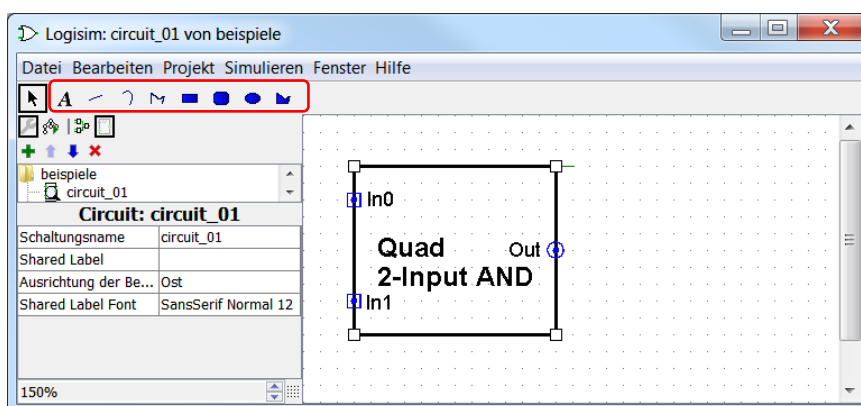 Logisim: circuit_01 von beispiele
Datei Bearbeiten Projekt Simulieren Fenster Hilfe
A
beispiele
circuit_01
Circuit: circuit_01
Schaltungsname circuit_01
Shared Label
Ausrichtung der Be... Ost
Shared Label Font SansSerif Normal 12
150%
In0
Quad Out
2-Input AND
In1